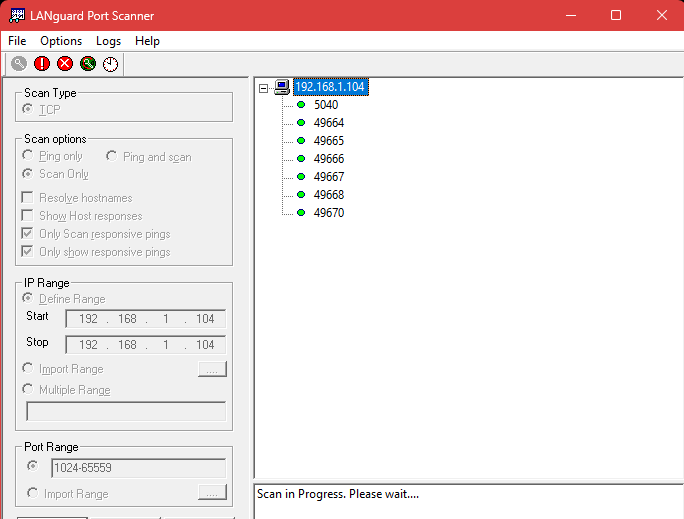 LANguard Port Scanner
File Options Logs Help
Scan Type
TCP
Scan options
Ping only Ping and scan
Scan Only
Resolve hostnames
Show Host responses
Only Scan responsive pings
Only show responsive pings
IP Range
Define Range
Start 192 . 168 . 1 . 104
Stop 192 . 168 . 1 . 104
Import Range ....
Multiple Range
Port Range
1024-65559
Import Range ....
192.168.1.104
5040
49664
49665
49666
49667
49668
49670
Scan in Progress. Please wait....